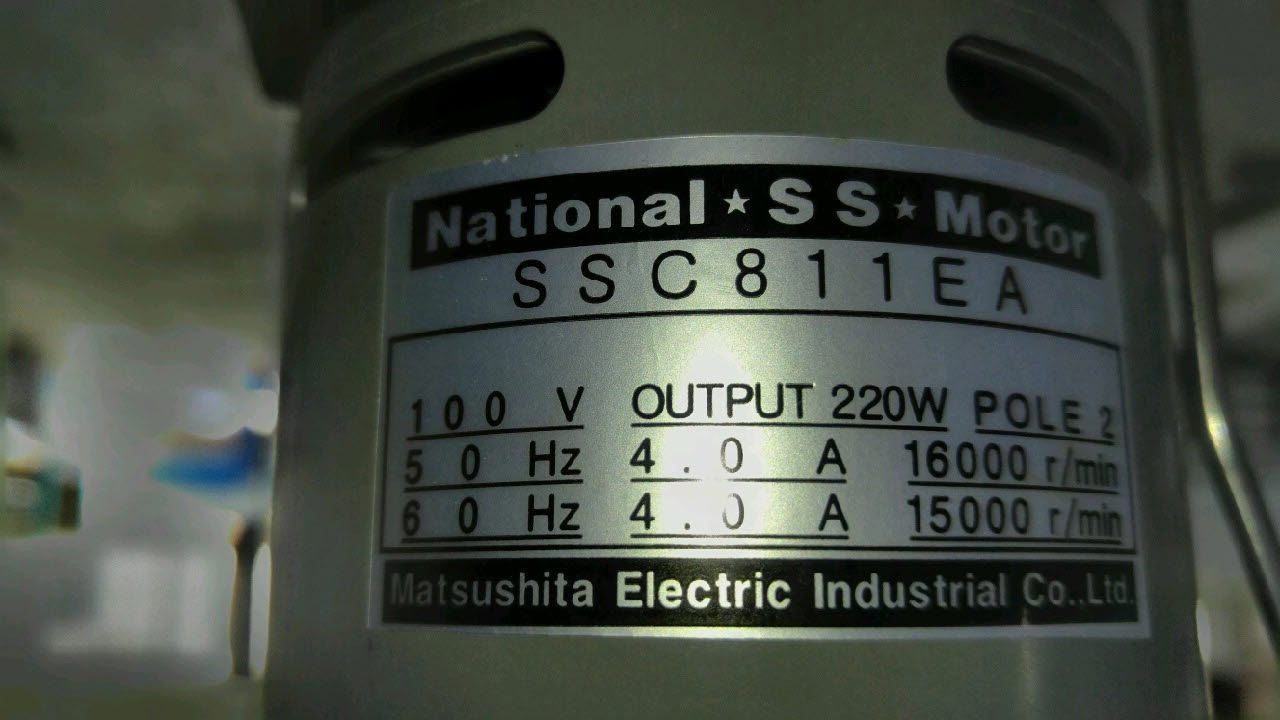 National★SS★Motor
SSC811EA
100 V OUTPUT 220W POLE 2
50 Hz 4.0 A 16000 r/min
60 Hz 4.0 A 15000 r/min
Matsushita Electric Industrial Co.,Ltd.